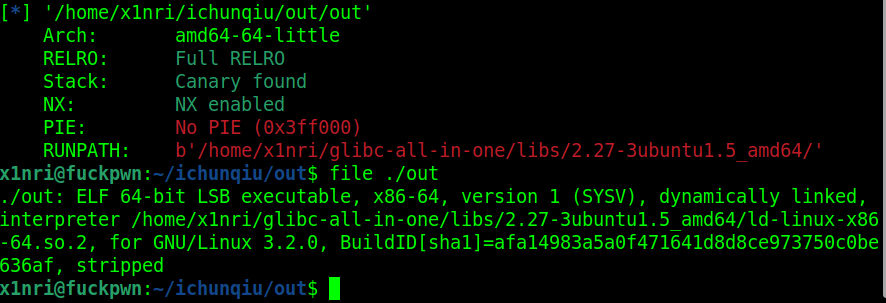 [*] '/home/x1nri/ichunqiu/out/out'
    Arch:     amd64-64-little
    RELRO:    Full RELRO
    Stack:    Canary found
    NX:       NX enabled
    PIE:      No PIE (0x3ff000)
    RUNPATH:  b'/home/x1nri/glibc-all-in-one/libs/2.27-3ubuntu1.5_amd64/'
x1nri@fuckpwn:~/ichunqiu/out$ file ./out
./out: ELF 64-bit LSB executable, x86-64, version 1 (SYSV), dynamically linked,
interpreter /home/x1nri/glibc-all-in-one/libs/2.27-3ubuntu1.5_amd64/ld-linux-x86
-64.so.2, for GNU/Linux 3.2.0, BuildID[sha1]=afa14983a5a0f471641d8d8ce973750c0be
636af, stripped
x1nri@fuckpwn:~/ichunqiu/out$